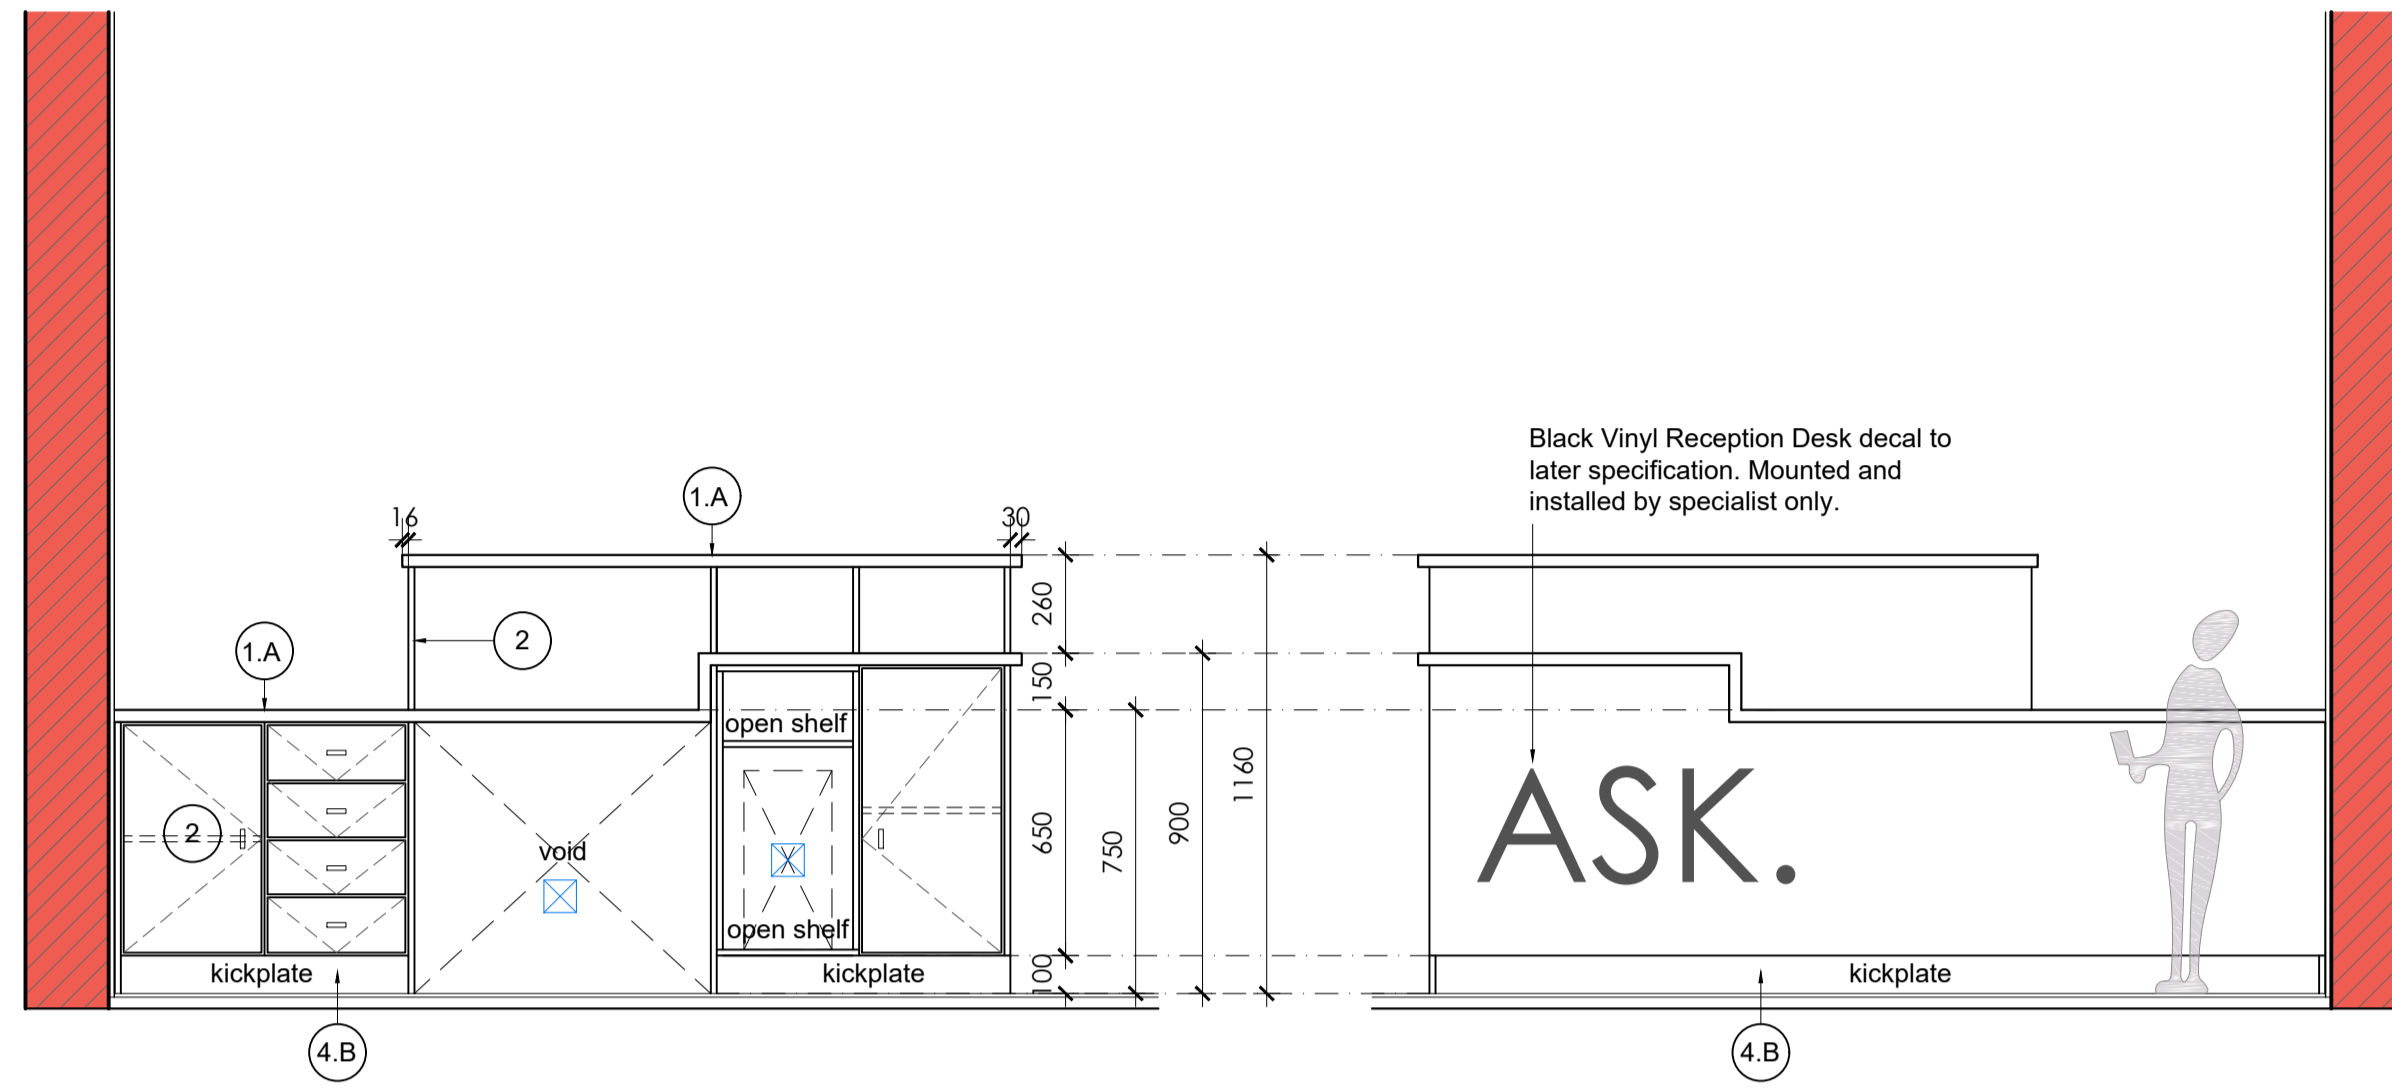 Black Vinyl Reception Desk decal to
later specification. Mounted and
installed by specialist only.
1.A
16
30
260
2
1.A
150
open shelf
1160
ASK.
650
750
900
2
void
open shelf
kickplate
kickplate
100
kickplate
4.B
4.B